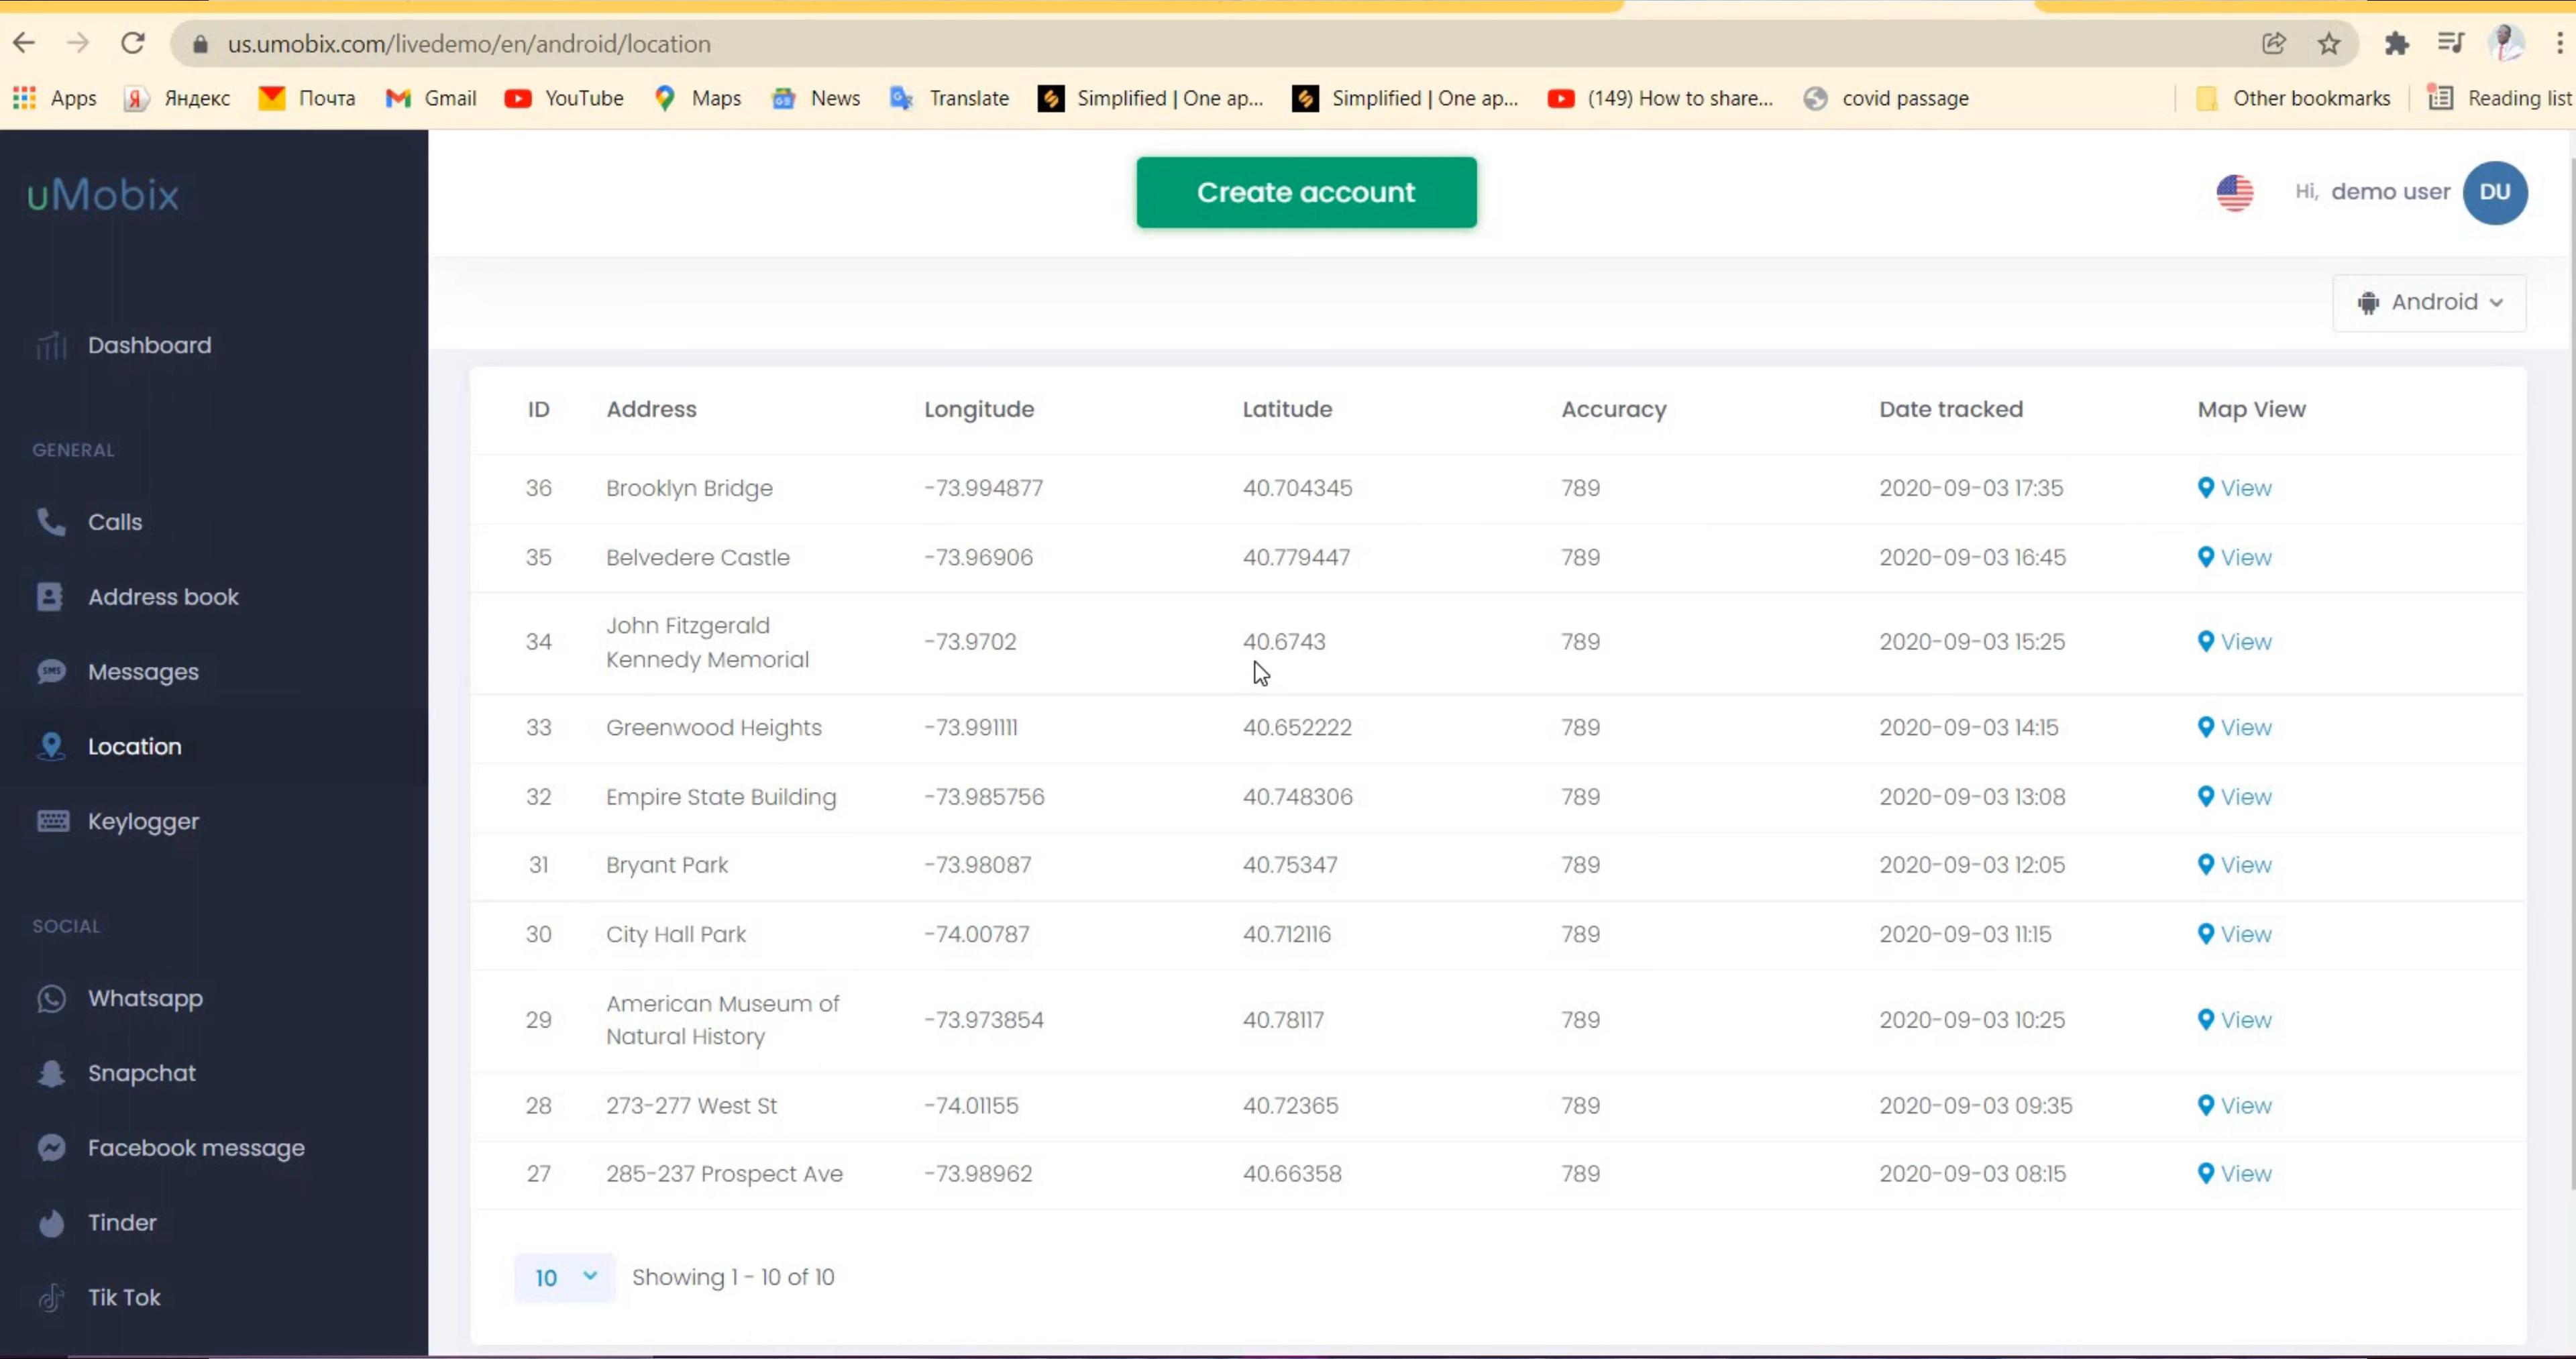 us.umobix.com/livedemo/en/android/location
Apps Яндекс Почта Gmail YouTube Maps News Translate Simplified | One ap... Simplified | One ap... (149) How to share... covid passage Other bookmarks Reading list
uMobix
Create account
Hi, demo user DU
Android
Dashboard
GENERAL
Calls
Address book
Messages
Location
Keylogger
SOCIAL
Whatsapp
Snapchat
Facebook message
Tinder
Tik Tok
ID Address Longitude Latitude Accuracy Date tracked Map View
36 Brooklyn Bridge -73.994877 40.704345 789 2020-09-03 17:35 View
35 Belvedere Castle -73.96906 40.779447 789 2020-09-03 16:45 View
John Fitzgerald
34 Kennedy Memorial -73.9702 40.6743 789 2020-09-03 15:25 View
33 Greenwood Heights -73.991111 40.652222 789 2020-09-03 14:15 View
32 Empire State Building -73.985756 40.748306 789 2020-09-03 13:08 View
31 Bryant Park -73.98087 40.75347 789 2020-09-03 12:05 View
30 City Hall Park -74.00787 40.712116 789 2020-09-03 11:15 View
American Museum of
29 Natural History -73.973854 40.78117 789 2020-09-03 10:25 View
28 273-277 West St -74.01155 40.72365 789 2020-09-03 09:35 View
27 285-237 Prospect Ave -73.98962 40.66358 789 2020-09-03 08:15 View
10 Showing 1 - 10 of 10